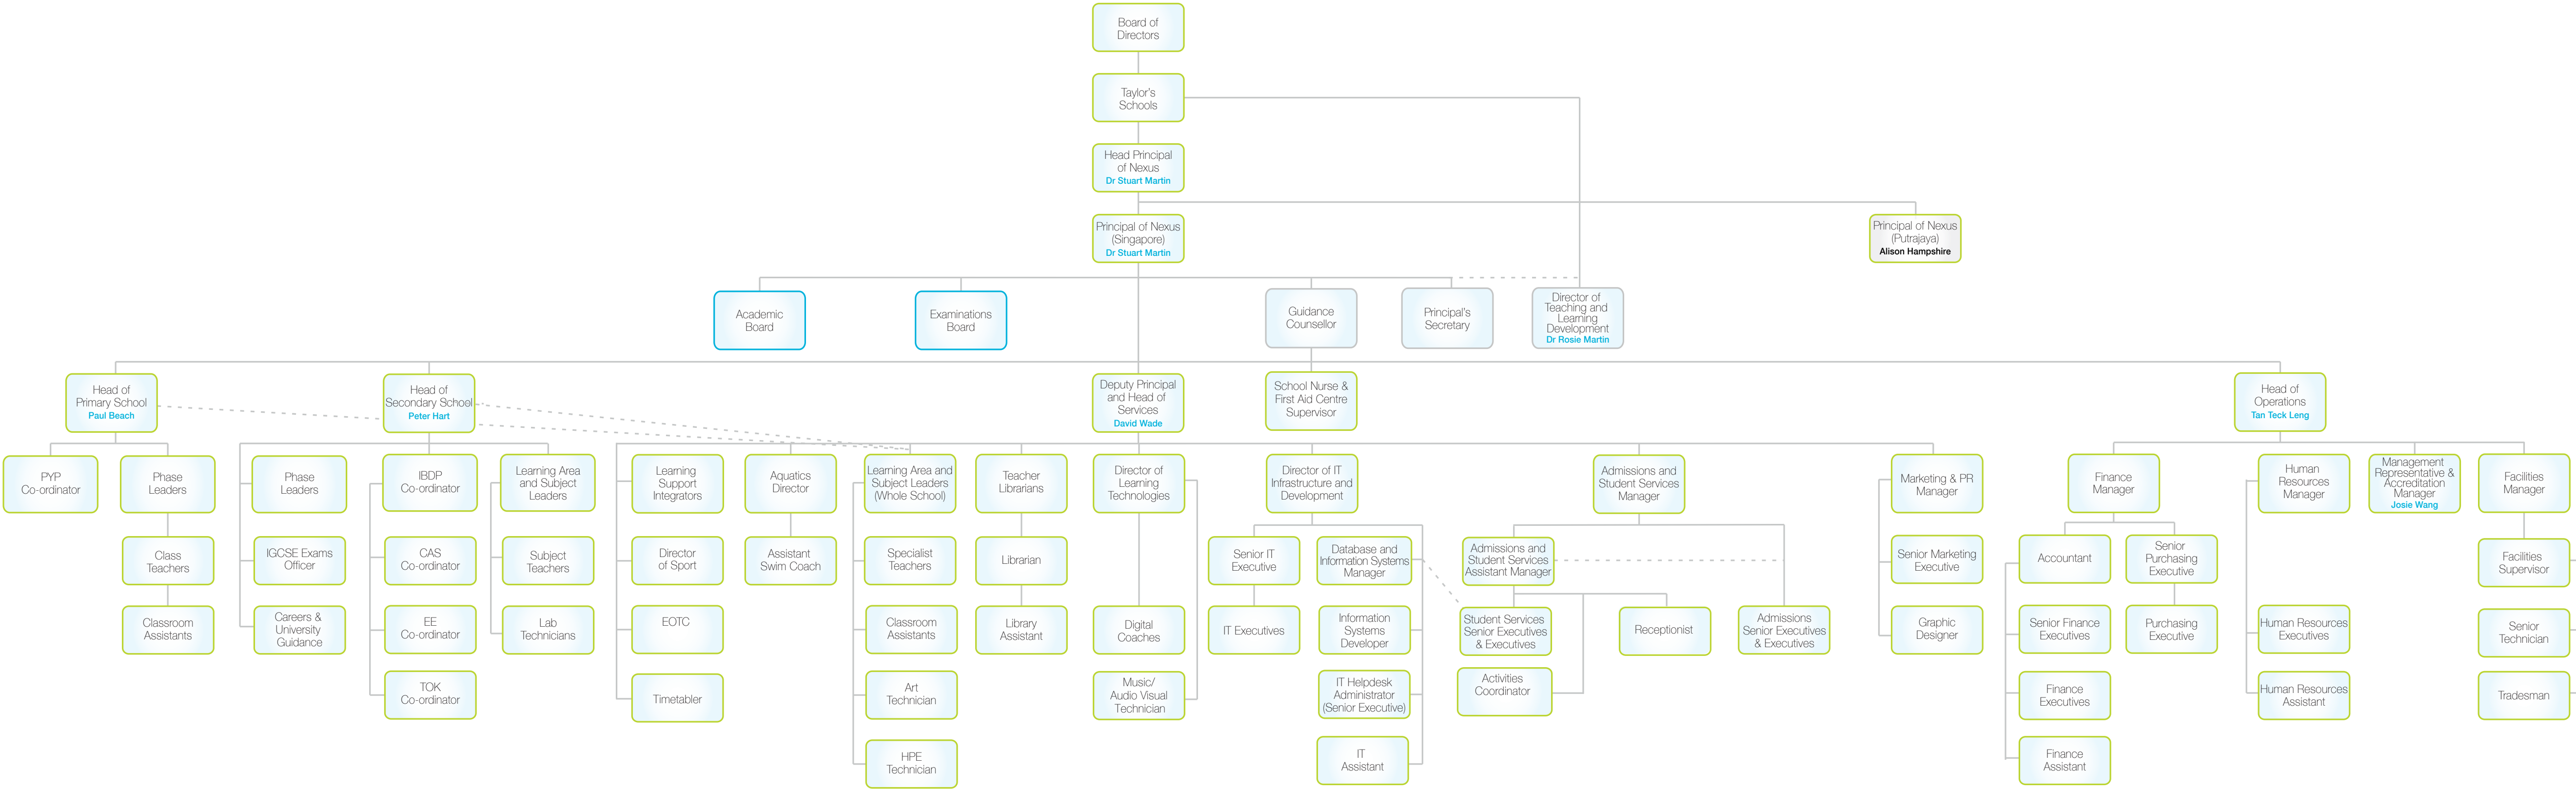 Board of
Directors
Taylor's
Schools
Head Principal
of Nexus
Dr Stuart Martin
Principal of Nexus
(Singapore)
Dr Stuart Martin
Principal of Nexus
(Putrajaya)
Alison Hampshire
Academic
Board
Examinations
Board
Guidance
Counsellor
Principal's
Secretary
Director of
Teaching and
Learning
Development
Dr Rosie Martin
Head of
Primary School
Paul Beach
Head of
Secondary School
Peter Hart
Deputy Principal
and Head of
Services
David Wade
School Nurse &
First Aid Centre
Supervisor
Head of
Operations
Tan Teck Leng
PYP
Co-ordinator
Phase
Leaders
Phase
Leaders
IBDP
Co-ordinator
Learning Area
and Subject
Leaders
Learning
Support
Integrators
Aquatics
Director
Learning Area and
Subject Leaders
(Whole School)
Teacher
Librarians
Director of
Learning
Technologies
Director of IT
Infrastructure and
Development
Admissions and
Student Services
Manager
Marketing & PR
Manager
Finance
Manager
Human
Resources
Manager
Management
Representative &
Accreditation
Manager
Josie Wang
Facilities
Manager
Class
Teachers
IGCSE Exams
Officer
CAS
Co-ordinator
Subject
Teachers
Director
of Sport
Assistant
Swim Coach
Specialist
Teachers
Librarian
Senior IT
Executive
Database and
Information Systems
Manager
Admissions and
Student Services
Assistant Manager
Senior Marketing
Executive
Accountant
Senior
Purchasing
Executive
Facilities
Supervisor
Classroom
Assistants
Careers &
University
Guidance
EE
Co-ordinator
Lab
Technicians
EOTC
Classroom
Assistants
Library
Assistant
Digital
Coaches
IT Executives
Information
Systems
Developer
Student Services
Senior Executives
& Executives
Receptionist
Admissions
Senior Executives
& Executives
Graphic
Designer
Senior Finance
Executives
Purchasing
Executive
Human Resources
Executives
Senior
Technician
TOK
Co-ordinator
Timetabler
Art
Technician
Music/
Audio Visual
Technician
IT Helpdesk
Administrator
(Senior Executive)
Activities
Coordinator
Finance
Executives
Human Resources
Assistant
Tradesman
HPE
Technician
IT
Assistant
Finance
Assistant